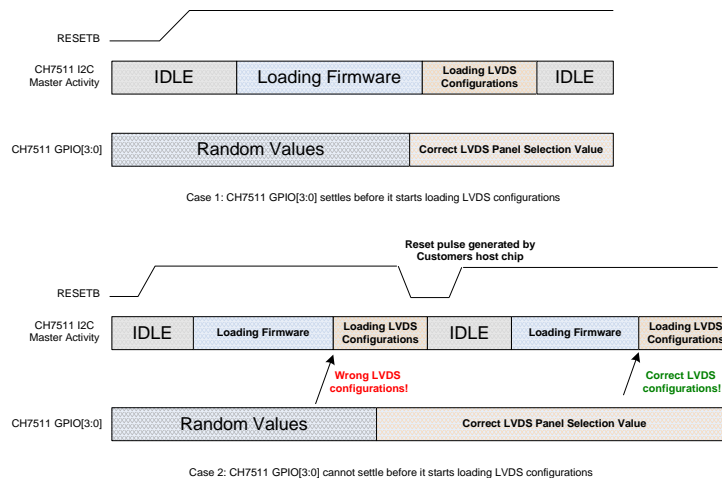 RESETB
CH7511 I2C
Master Activity
IDLE
Loading Firmware
Loading LVDS
Configurations
IDLE
CH7511 GPIO[3:0]
Random Values
Correct LVDS Panel Selection Value
Case 1: CH7511 GPIO[3:0] settles before it starts loading LVDS configurations
Reset pulse generated by
Customers host chip
RESETB
CH7511 I2C
Master Activity
IDLE
Loading Firmware
Loading LVDS
Configurations
IDLE
Loading Firmware
Loading LVDS
Configurations
Wrong LVDS
configurations!
Correct LVDS
configurations!
CH7511 GPIO[3:0]
Random Values
Correct LVDS Panel Selection Value
Case 2: CH7511 GPIO[3:0] cannot settle before it starts loading LVDS configurations